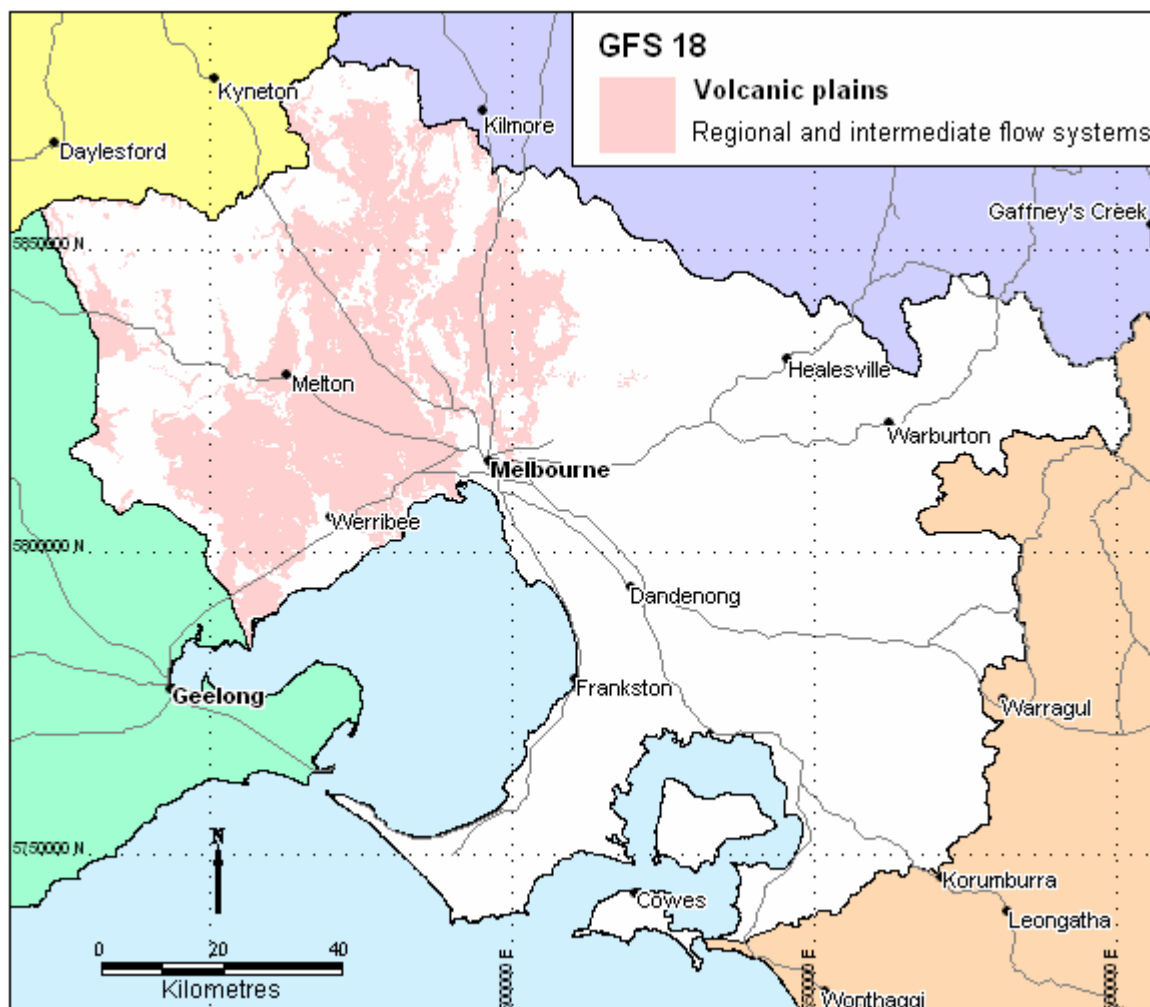 GFS 18
Volcanic plains
Regional and intermediate flow systems
Kyneton
Kilmore
Daylesford
Gaffney's Creek
5850000 N
Healesville
Melton
Warburton
Melbourne
Werribee
5800000 N
Dandenong
Frankston
Geelong
Warragul
N
5750000 N
Korumburra
Cowes
Leongatha
0 20 40
Kilometres
Wonthaggi